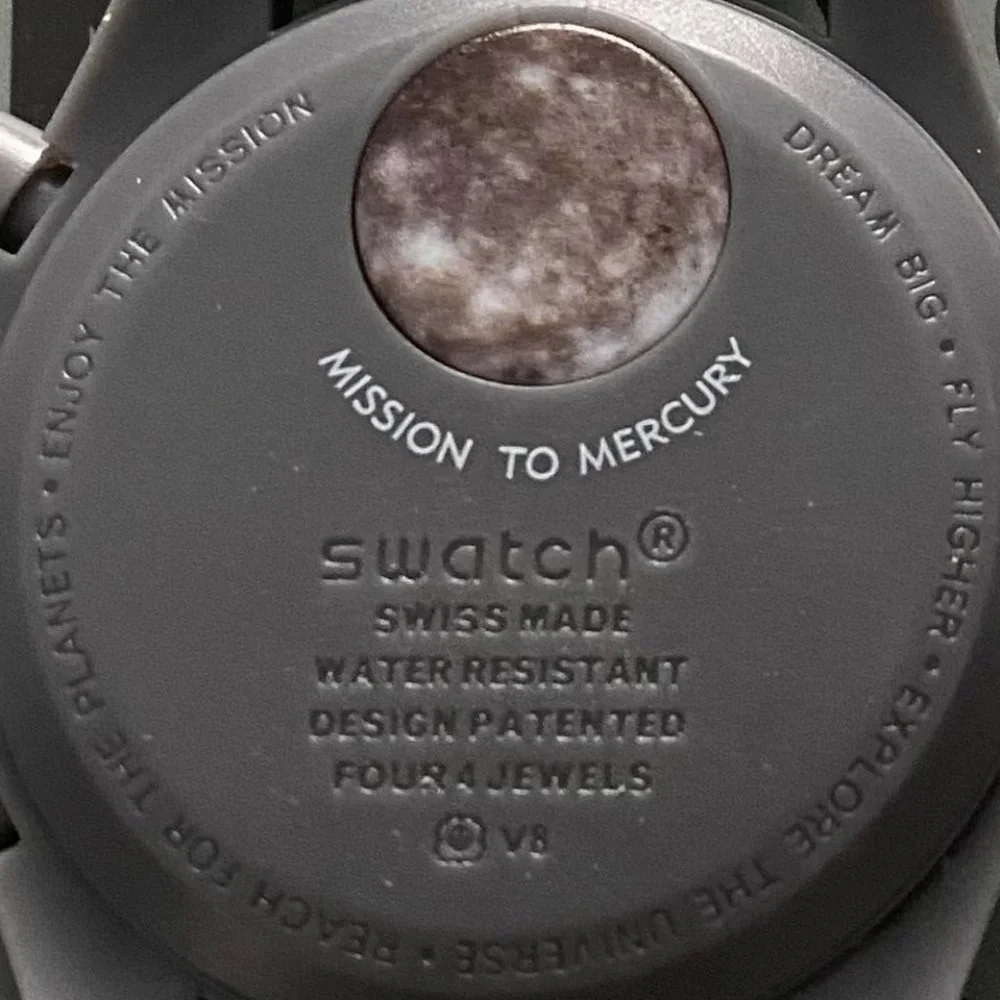 DREAM BIG • FLY HIGHER • EXPLORE THE UNIVERSE • REACH FOR THE PLANETS • ENJOY THE MISSION
MISSION TO MERCURY
swatch®
SWISS MADE
WATER RESISTANT
DESIGN PATENTED
FOUR 4 JEWELS
V8